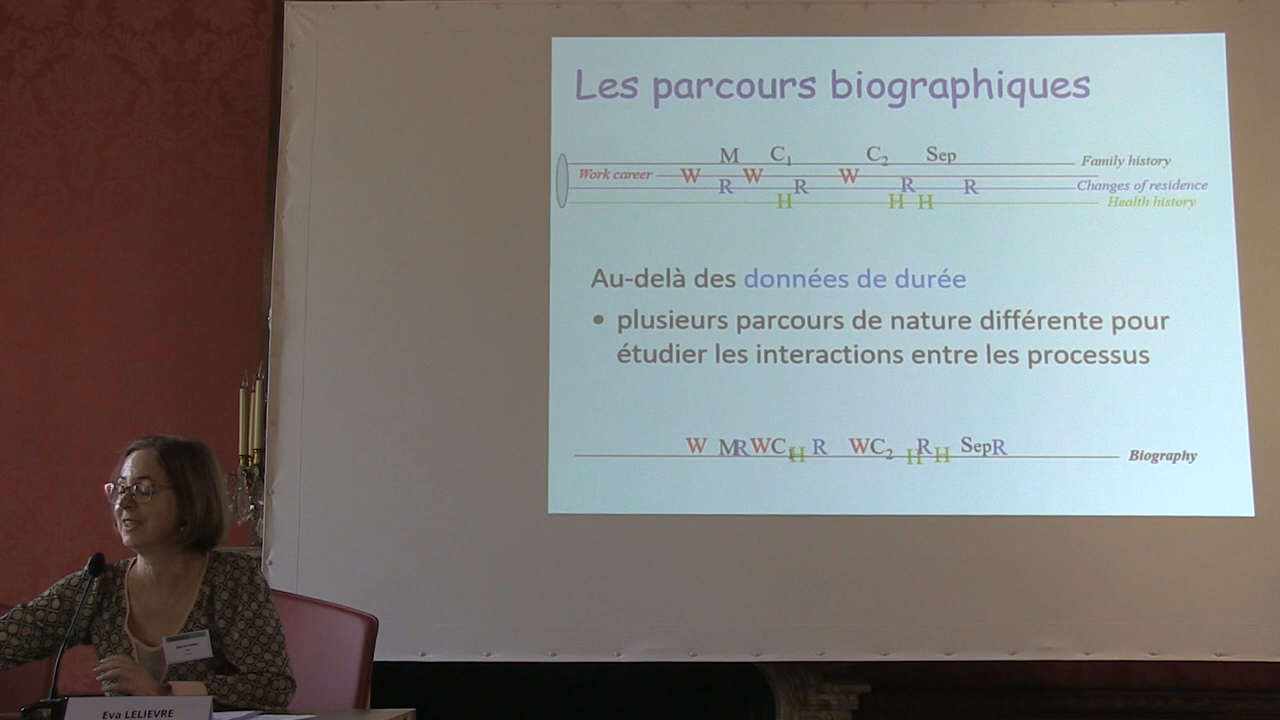 Les parcours biographiques
M C1 C2 Sep Family history
Work career W W W
R R R R Changes of residence
H H H Health history
Au-delà des données de durée
• plusieurs parcours de nature différente pour
étudier les interactions entre les processus
W MRWC1H R WC2 HRH SepR Biography
Eva LELIEVRE